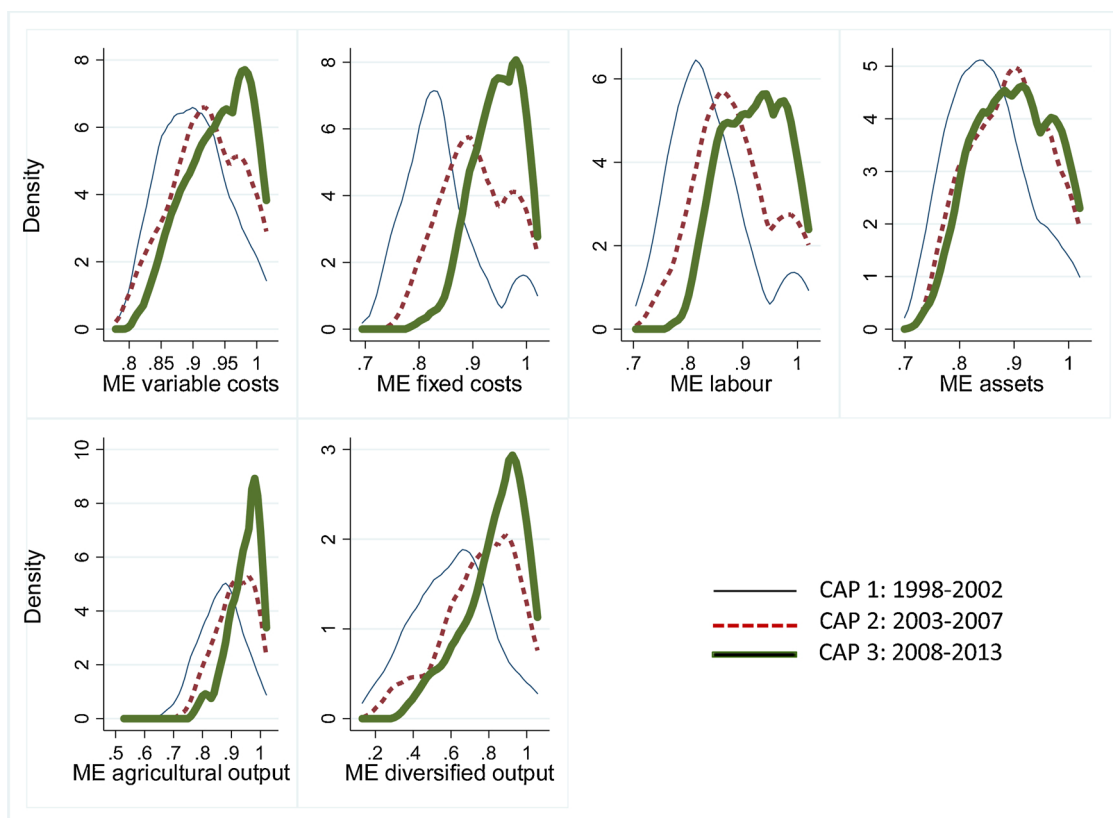 Density
8
6
4
2
0
.8 .85 .9 .95 1
ME variable costs
8
6
4
2
0
.7 .8 .9 1
ME fixed costs
6
4
2
0
.7 .8 .9 1
ME labour
5
4
3
2
1
0
.7 .8 .9 1
ME assets
Density
10
8
6
4
2
0
.5 .6 .7 .8 .9 1
ME agricultural output
3
2
1
0
.2 .4 .6 .8 1
ME diversified output
CAP 1: 1998-2002
CAP 2: 2003-2007
CAP 3: 2008-2013